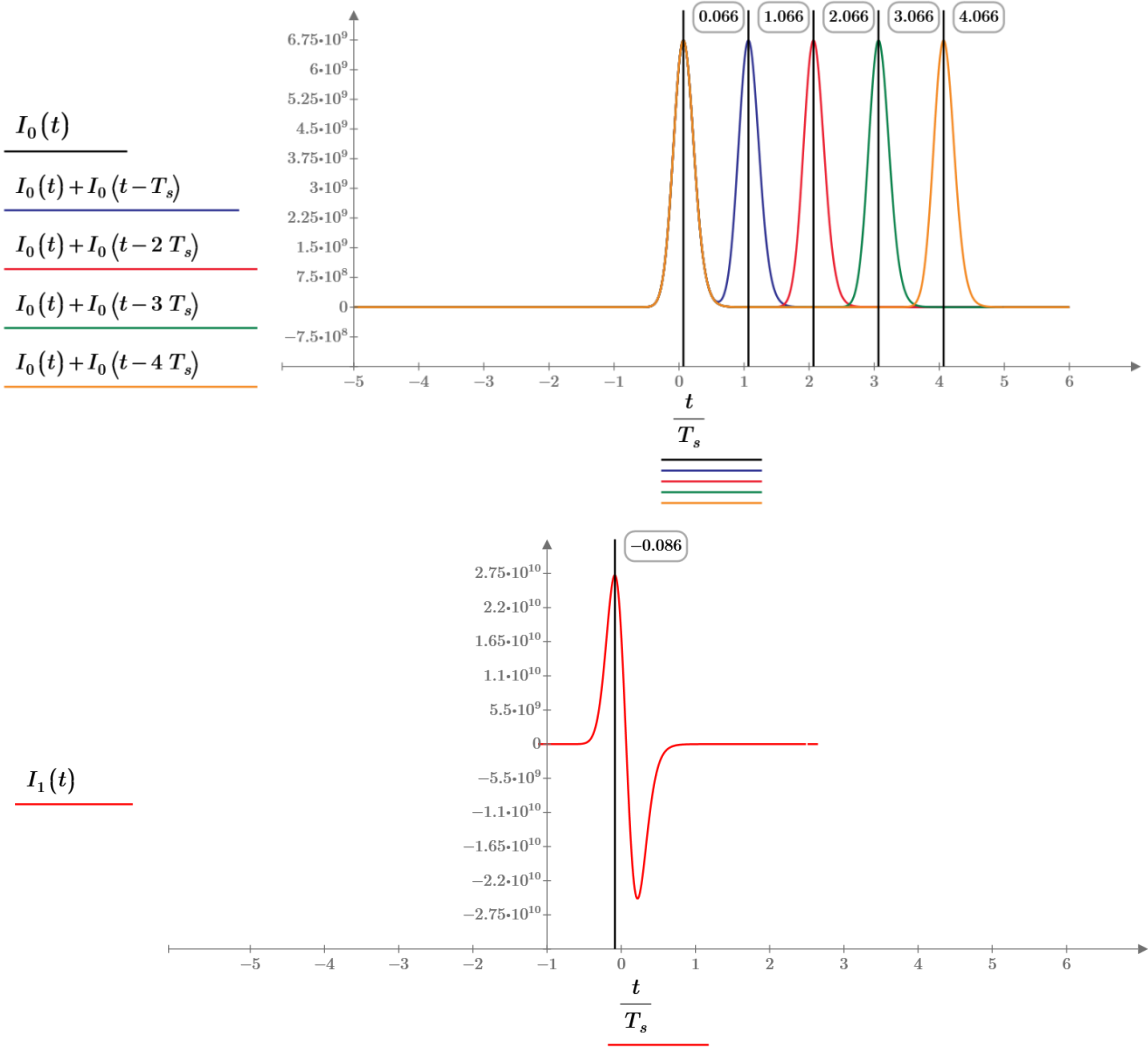 0.066 1.066 2.066 3.066 4.066
6.75•10⁹
6•10⁹
5.25•10⁹
4.5•10⁹
3.75•10⁹
3•10⁹
2.25•10⁹
1.5•10⁹
7.5•10⁸
0
−7.5•10⁸
I₀(t)
I₀(t)+I₀(t−Tₛ)
I₀(t)+I₀(t−2 Tₛ)
I₀(t)+I₀(t−3 Tₛ)
I₀(t)+I₀(t−4 Tₛ)
−5 −4 −3 −2 −1 0 1 2 3 4 5 6
t
Tₛ
−0.086
2.75•10¹⁰
2.2•10¹⁰
1.65•10¹⁰
1.1•10¹⁰
5.5•10⁹
0
−5.5•10⁹
−1.1•10¹⁰
−1.65•10¹⁰
−2.2•10¹⁰
−2.75•10¹⁰
I₁(t)
−5 −4 −3 −2 −1 0 1 2 3 4 5 6
t
Tₛ